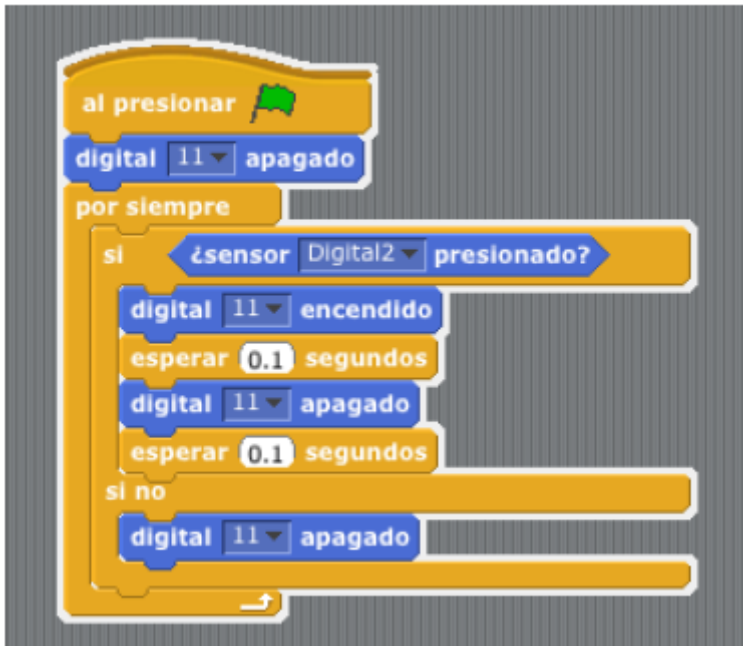 al presionar
digital 11 apagado
por siempre
si ¿sensor Digital2 presionado?
digital 11 encendido
esperar 0.1 segundos
digital 11 apagado
esperar 0.1 segundos
si no
digital 11 apagado